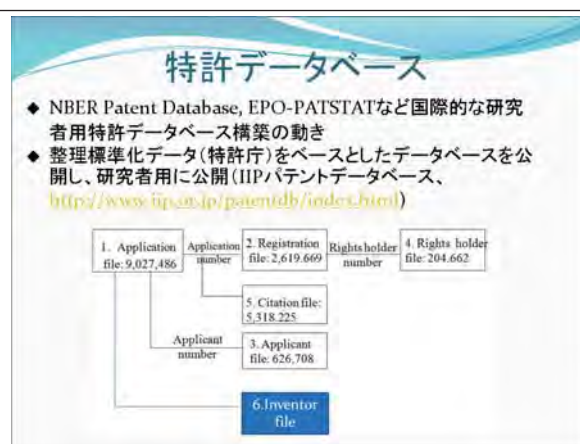 特許データベース
◆ NBER Patent Database, EPO-PATSTATなど国際的な研究
者用特許データベース構築の動き
◆ 整理標準化データ(特許庁)をベースとしたデータベースを公
開し、研究者用に公開(IIPパテントデータベース、
http://www.iip.or.jp/patentdb/index.html)
1. Application
file: 9,027,486
Application
number
2. Registration
file: 2,619.669
Rights holder
number
4. Rights holder
file: 204.662
5. Citation file:
5,318.225
Applicant
number
3. Applicant
file: 626,708
6.Inventor
file